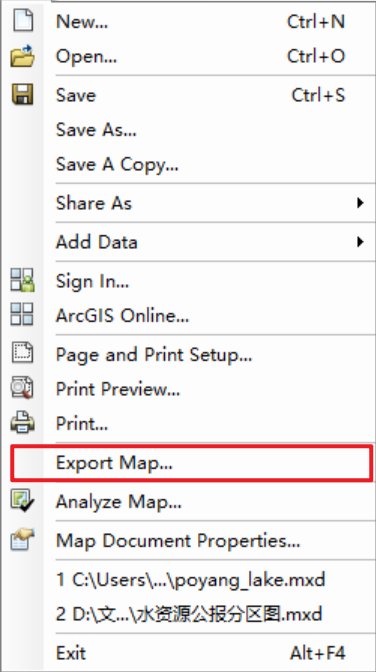 New... Ctrl+N
Open... Ctrl+O
Save Ctrl+S
Save As...
Save A Copy...
Share As
Add Data
Sign In...
ArcGIS Online...
Page and Print Setup...
Print Preview...
Print...
Export Map...
Analyze Map...
Map Document Properties...
1 C:\Users\...\poyang_lake.mxd
2 D:\文...\水资源公报分区图.mxd
Exit Alt+F4